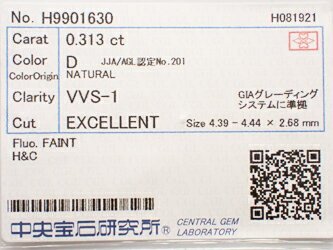 No. H9901630 H081921
Carat 0.313 ct
Color D JJA/AGL認定No.201
ColorOrigin NATURAL
Clarity VVS-1 GIAグレーディング
システムに準拠
Cut EXCELLENT Size 4.39 - 4.44 × 2.68 mm
Fluo. FAINT
H&C
中央宝石研究所® CENTRAL GEM
LABORATORY